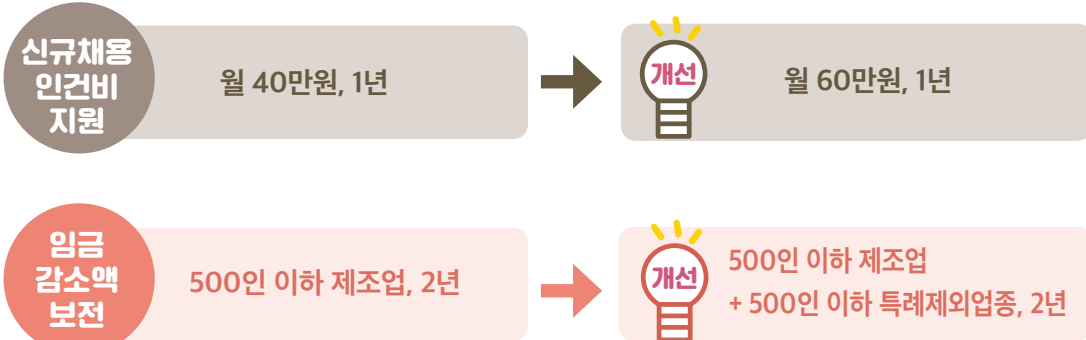 신규채용
인건비
지원
월 40만원, 1년
개선
월 60만원, 1년
임금
감소액
보전
500인 이하 제조업, 2년
개선
500인 이하 제조업
+ 500인 이하 특례제외업종, 2년